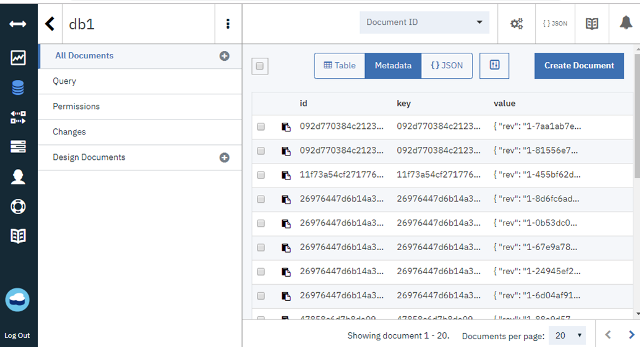 db1
Document ID
{ } JSON
All Documents
Query
Permissions
Changes
Design Documents
Table
Metadata
{ } JSON
Create Document
id key value
092d770384c2123... 092d770384c2123... { "rev": "1-7aa1ab7e...
092d770384c2123... 092d770384c2123... { "rev": "1-81556e7...
11f73a54cf271776... 11f73a54cf271776... { "rev": "1-455bf62d...
26976447d6b14a3... 26976447d6b14a3... { "rev": "1-8d6fc6ad...
26976447d6b14a3... 26976447d6b14a3... { "rev": "1-0b53dc0...
26976447d6b14a3... 26976447d6b14a3... { "rev": "1-67e9a78...
26976447d6b14a3... 26976447d6b14a3... { "rev": "1-24945ef2...
26976447d6b14a3... 26976447d6b14a3... { "rev": "1-6d04af91...
Log Out
Showing document 1 - 20.
Documents per page: 20